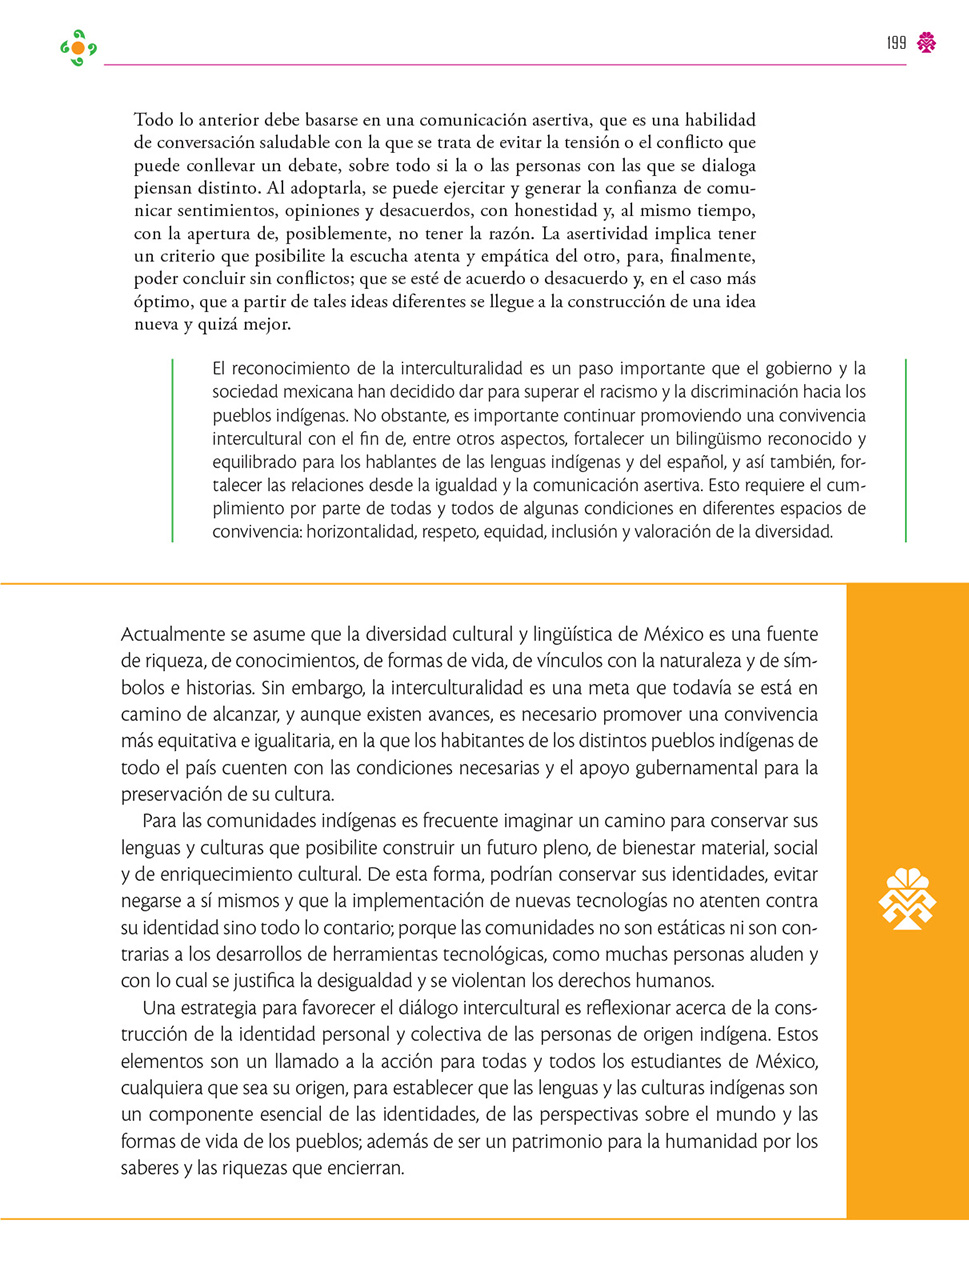 199
Todo lo anterior debe basarse en una comunicación asertiva, que es una habilidad
de conversación saludable con la que se trata de evitar la tensión o el conflicto que
puede conllevar un debate, sobre todo si la o las personas con las que se dialoga
piensan distinto. Al adoptarla, se puede ejercitar y generar la confianza de comu-
nicar sentimientos, opiniones y desacuerdos, con honestidad y, al mismo tiempo,
con la apertura de, posiblemente, no tener la razón. La asertividad implica tener
un criterio que posibilite la escucha atenta y empática del otro, para, finalmente,
poder concluir sin conflictos; que se esté de acuerdo o desacuerdo y, en el caso más
óptimo, que a partir de tales ideas diferentes se llegue a la construcción de una idea
nueva y quizá mejor.
El reconocimiento de la interculturalidad es un paso importante que el gobierno y la
sociedad mexicana han decidido dar para superar el racismo y la discriminación hacia los
pueblos indígenas. No obstante, es importante continuar promoviendo una convivencia
intercultural con el fin de, entre otros aspectos, fortalecer un bilingüismo reconocido y
equilibrado para los hablantes de las lenguas indígenas y del español, y así también, for-
talecer las relaciones desde la igualdad y la comunicación asertiva. Esto requiere el cum-
plimiento por parte de todas y todos de algunas condiciones en diferentes espacios de
convivencia: horizontalidad, respeto, equidad, inclusión y valoración de la diversidad.
Actualmente se asume que la diversidad cultural y lingüística de México es una fuente
de riqueza, de conocimientos, de formas de vida, de vínculos con la naturaleza y de sím-
bolos e historias. Sin embargo, la interculturalidad es una meta que todavía se está en
camino de alcanzar, y aunque existen avances, es necesario promover una convivencia
más equitativa e igualitaria, en la que los habitantes de los distintos pueblos indígenas de
todo el país cuenten con las condiciones necesarias y el apoyo gubernamental para la
preservación de su cultura.
Para las comunidades indígenas es frecuente imaginar un camino para conservar sus
lenguas y culturas que posibilite construir un futuro pleno, de bienestar material, social
y de enriquecimiento cultural. De esta forma, podrían conservar sus identidades, evitar
negarse a sí mismos y que la implementación de nuevas tecnologías no atenten contra
su identidad sino todo lo contario; porque las comunidades no son estáticas ni son con-
trarias a los desarrollos de herramientas tecnológicas, como muchas personas aluden y
con lo cual se justifica la desigualdad y se violentan los derechos humanos.
Una estrategia para favorecer el diálogo intercultural es reflexionar acerca de la cons-
trucción de la identidad personal y colectiva de las personas de origen indígena. Estos
elementos son un llamado a la acción para todas y todos los estudiantes de México,
cualquiera que sea su origen, para establecer que las lenguas y las culturas indígenas son
un componente esencial de las identidades, de las perspectivas sobre el mundo y las
formas de vida de los pueblos; además de ser un patrimonio para la humanidad por los
saberes y las riquezas que encierran.